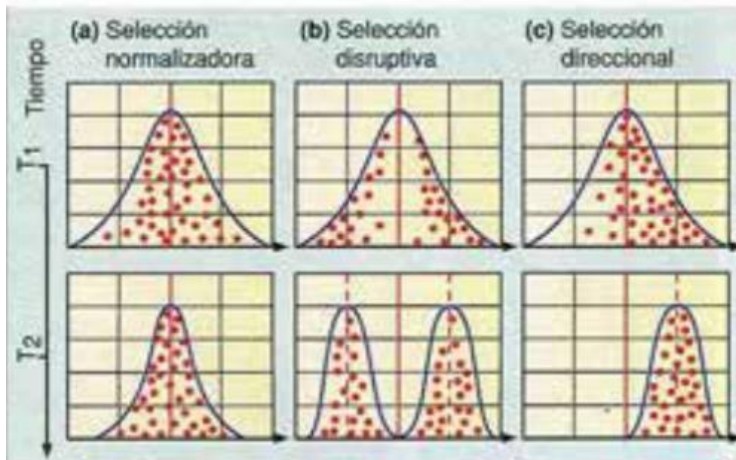 (a) Selección
normalizadora
(b) Selección
disruptiva
(c) Selección
direccional
Tiempo
T1
T2